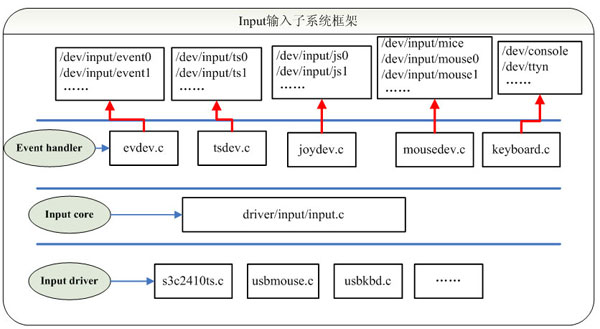 Input输入子系统框架
/dev/input/event0
/dev/input/event1
……
/dev/input/ts0
/dev/input/ts1
……
/dev/input/js0
/dev/input/js1
……
/dev/input/mice
/dev/input/mouse0
/dev/input/mouse1
……
/dev/console
/dev/ttyn
……
Event handler
evdev.c
tsdev.c
joydev.c
mousedev.c
keyboard.c
Input core
driver/input/input.c
Input driver
s3c2410ts.c
usbmouse.c
usbkbd.c
……